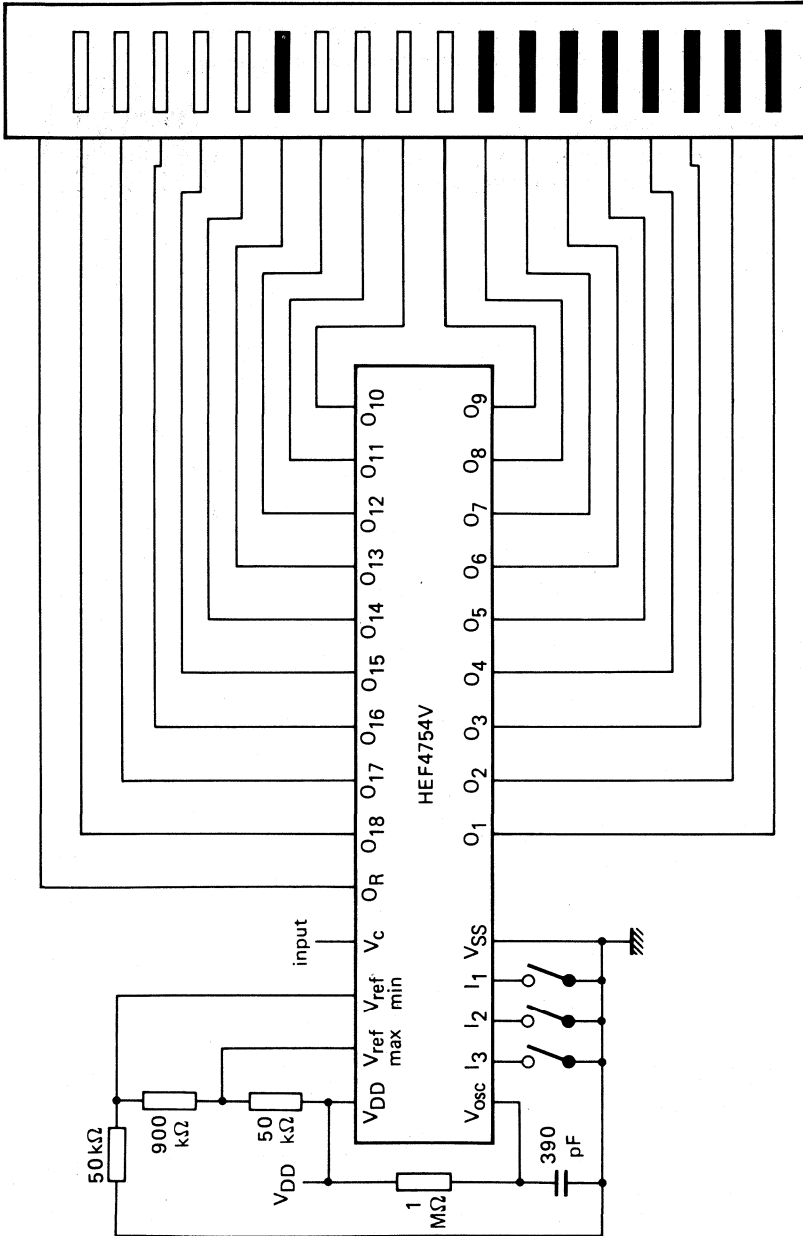 O10
O11
O12
O13
O14
O15
O16
O17
O18
OR
VC
Vref min
Vref max
VDD
HEF4754V
O9
O8
O7
O6
O5
O4
O3
O2
O1
VSS
I1
I2
I3
Vosc
input
50 kΩ
900 kΩ
50 kΩ
VDD
1 MΩ
390 pF